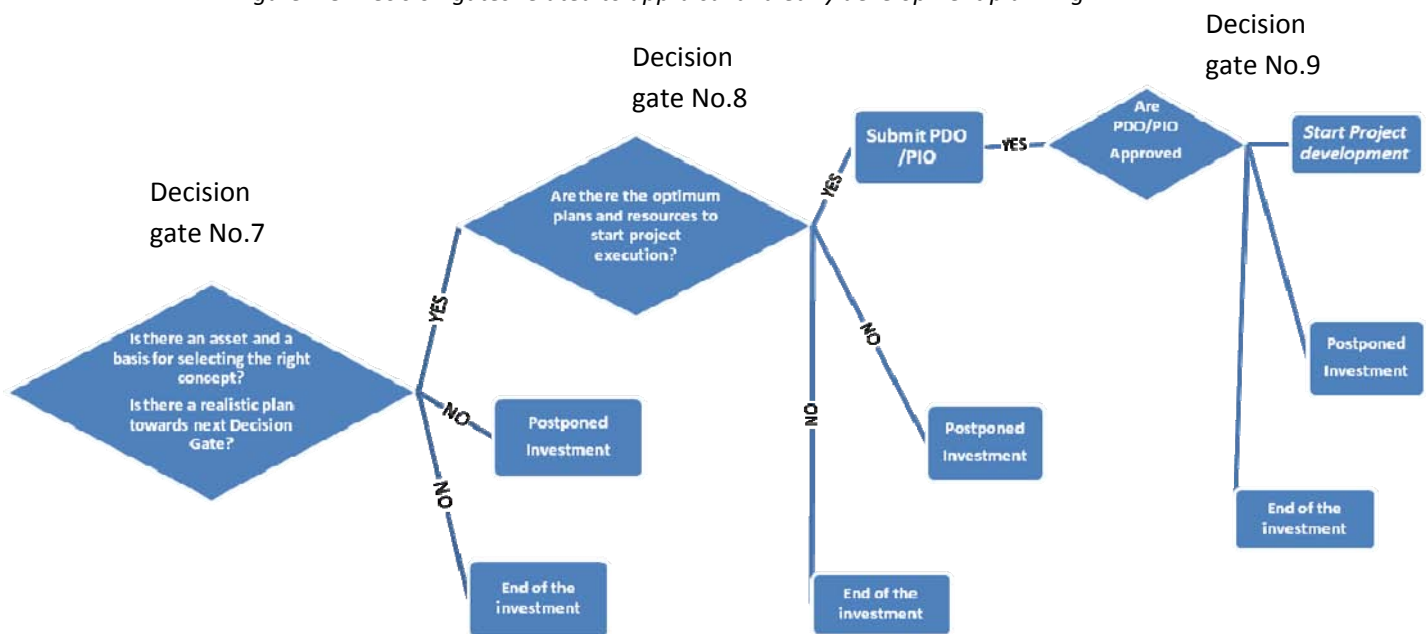 Decision
gate No.7
Is there an asset and a
basis for selecting the right
concept?
Is there a realistic plan
towards next Decision
Gate?
YES
NO
NO
Postponed
Investment
End of the
investment
Decision
gate No.8
Are there the optimum
plans and resources to
start project
execution?
YES
NO
NO
Submit PDO
/PIO
YES
Postponed
Investment
End of the
investment
Decision
gate No.9
Are
PDO/PIO
Approved
Start Project
development
Postponed
Investment
End of the
investment